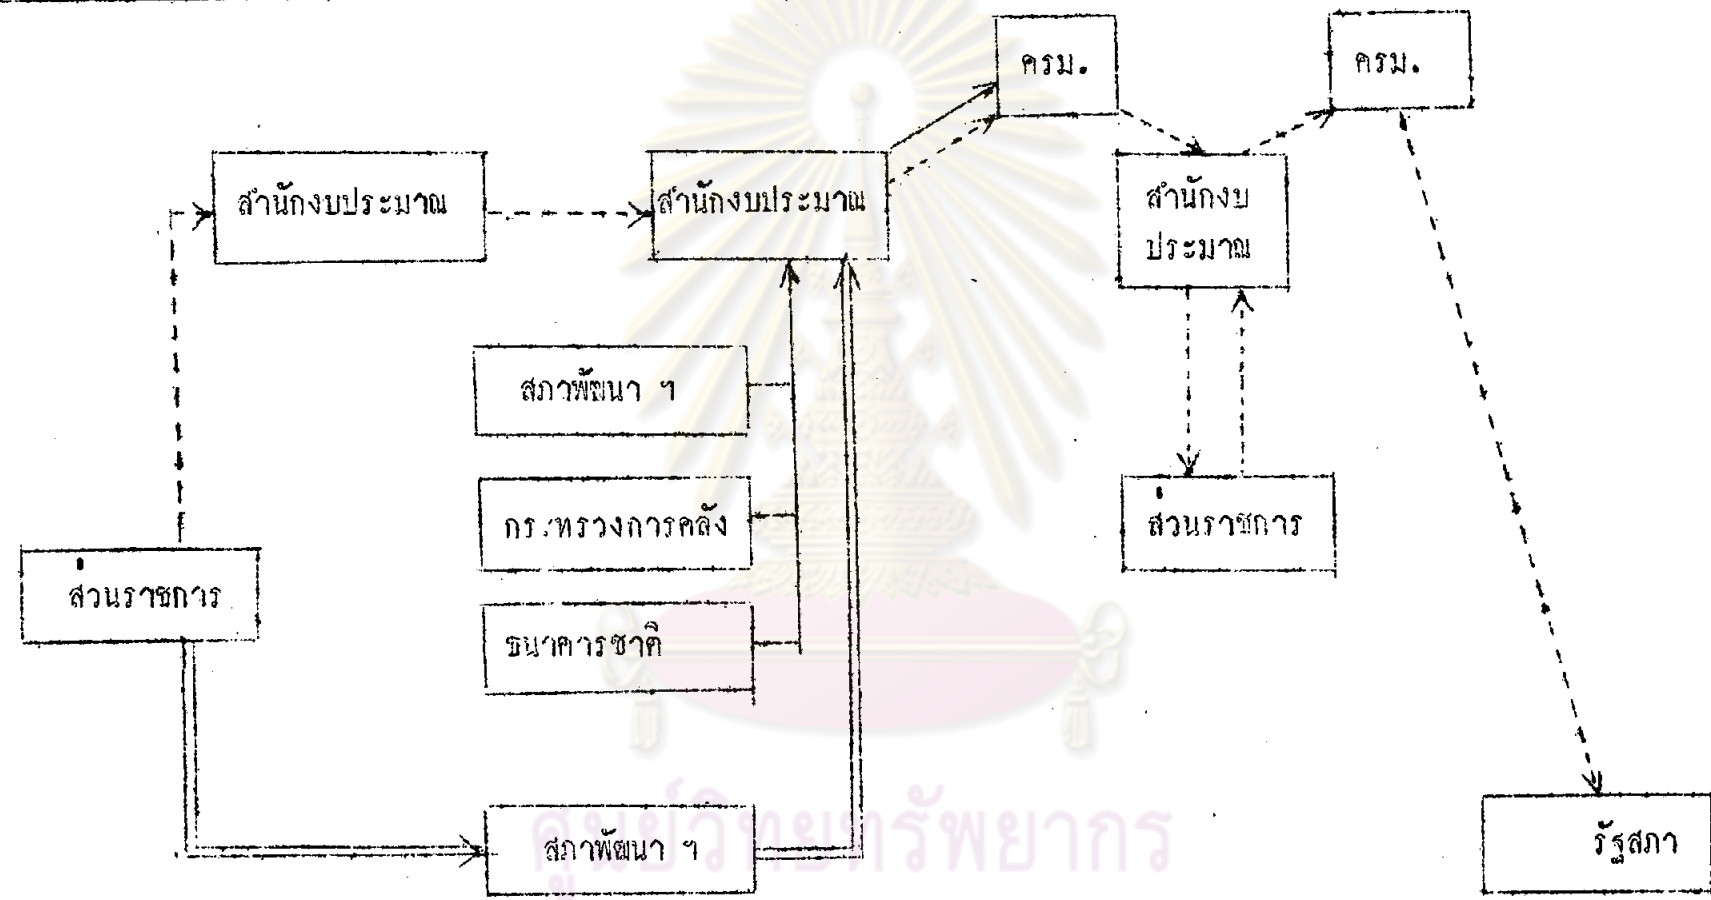 ครม.
ครม.
สำนักงบประมาณ
สำนักงบประมาณ
สำนักงบ
ประมาณ
สภาพัฒนา ฯ
กระทรวงการคลัง
ส่วนราชการ
ส่วนราชการ
ธนาคารชาติ
สภาพัฒนา ฯ
รัฐสภา
ศูนย์วิทยทรัพยากร